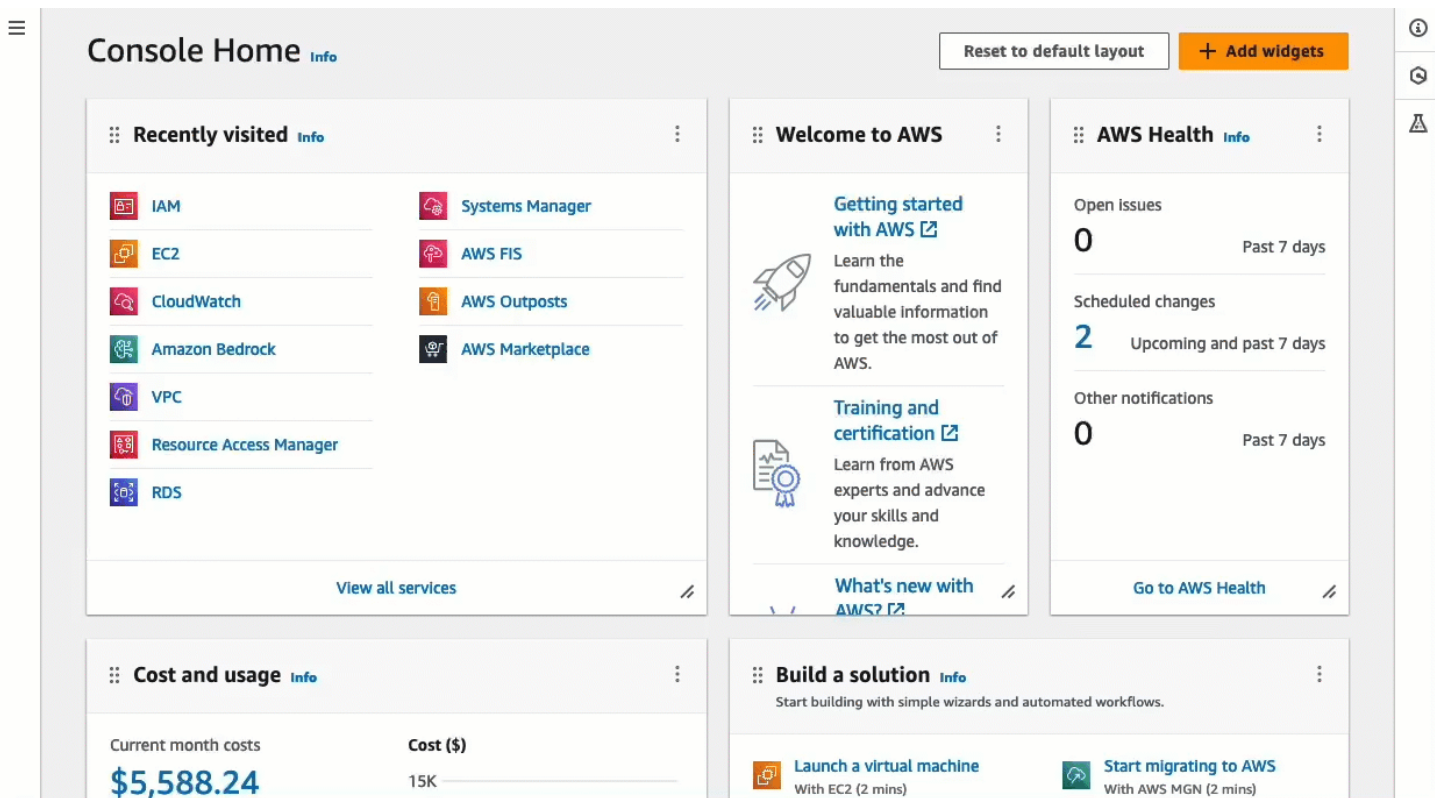 Console Home Info
Reset to default layout
+ Add widgets
Recently visited Info
IAM
EC2
CloudWatch
Amazon Bedrock
VPC
Resource Access Manager
RDS
Systems Manager
AWS FIS
AWS Outposts
AWS Marketplace
View all services
Welcome to AWS
Getting started
with AWS
Learn the
fundamentals and find
valuable information
to get the most out of
AWS.
Training and
certification
Learn from AWS
experts and advance
your skills and
knowledge.
What's new with
AWS?
AWS Health Info
Open issues
0 Past 7 days
Scheduled changes
2 Upcoming and past 7 days
Other notifications
0 Past 7 days
Go to AWS Health
Cost and usage Info
Current month costs
$5,588.24
Cost ($)
15K
Build a solution Info
Start building with simple wizards and automated workflows.
Launch a virtual machine
With EC2 (2 mins)
Start migrating to AWS
With AWS MGN (2 mins)